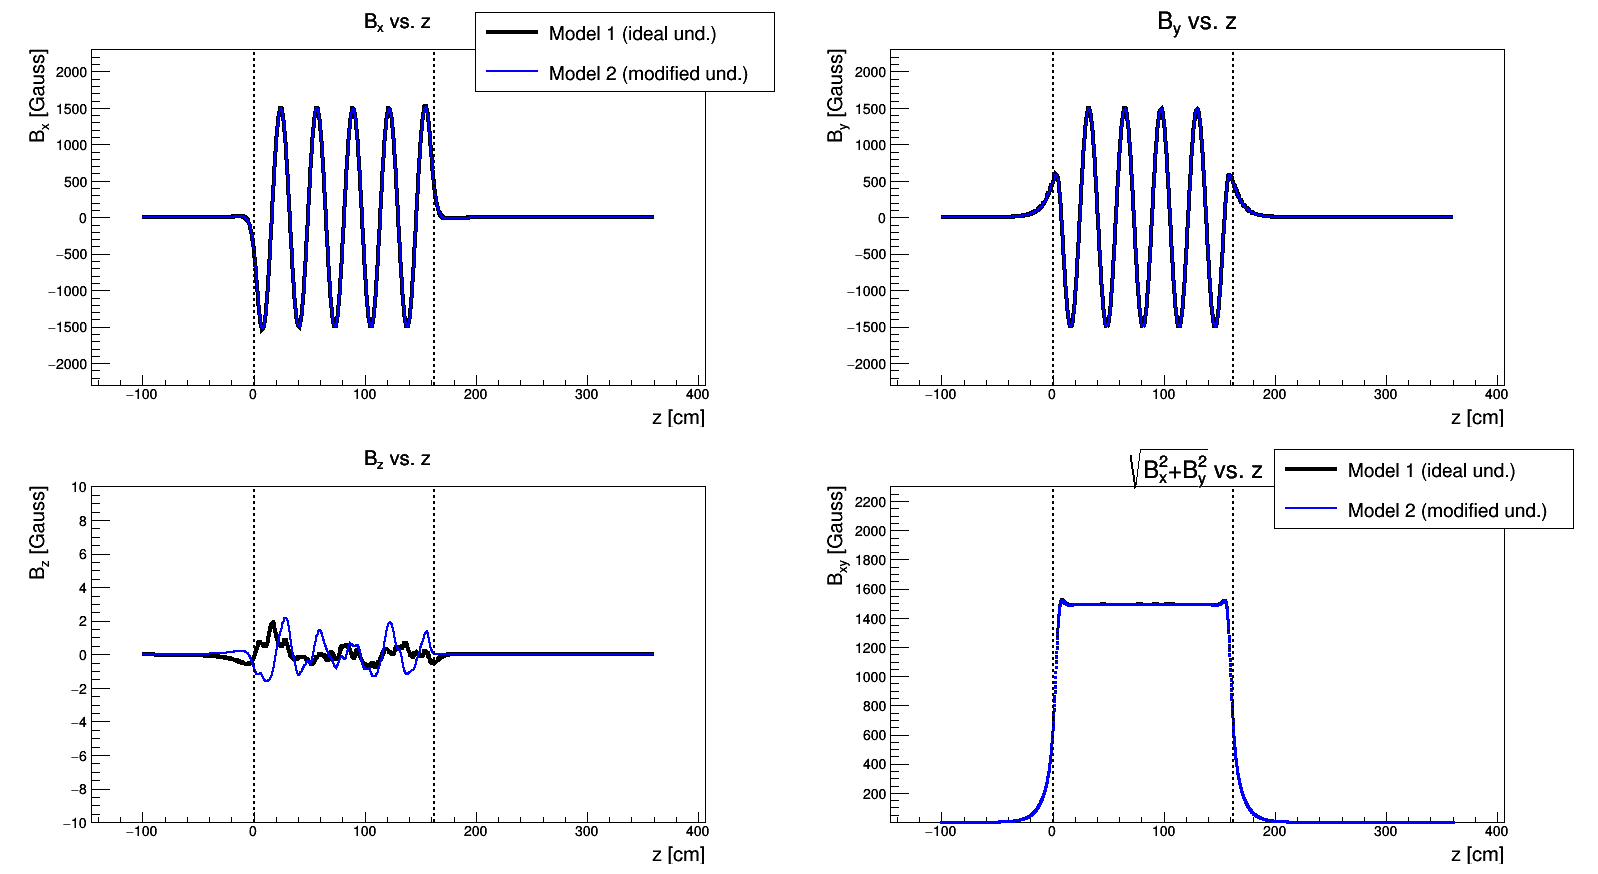 Bx vs. z
Model 1 (ideal und.)
Model 2 (modified und.)
Bx [Gauss]
2000
1500
1000
500
0
−500
−1000
−1500
−2000
−100 0 100 200 300 400
z [cm]
By vs. z
By [Gauss]
2000
1500
1000
500
0
−500
−1000
−1500
−2000
−100 0 100 200 300 400
z [cm]
Bz vs. z
Bz [Gauss]
10
8
6
4
2
0
−2
−4
−6
−8
−10
−100 0 100 200 300 400
z [cm]
√Bx²+By² vs. z
Model 1 (ideal und.)
Model 2 (modified und.)
Bxy [Gauss]
2200
2000
1800
1600
1400
1200
1000
800
600
400
200
−100 0 100 200 300 400
z [cm]